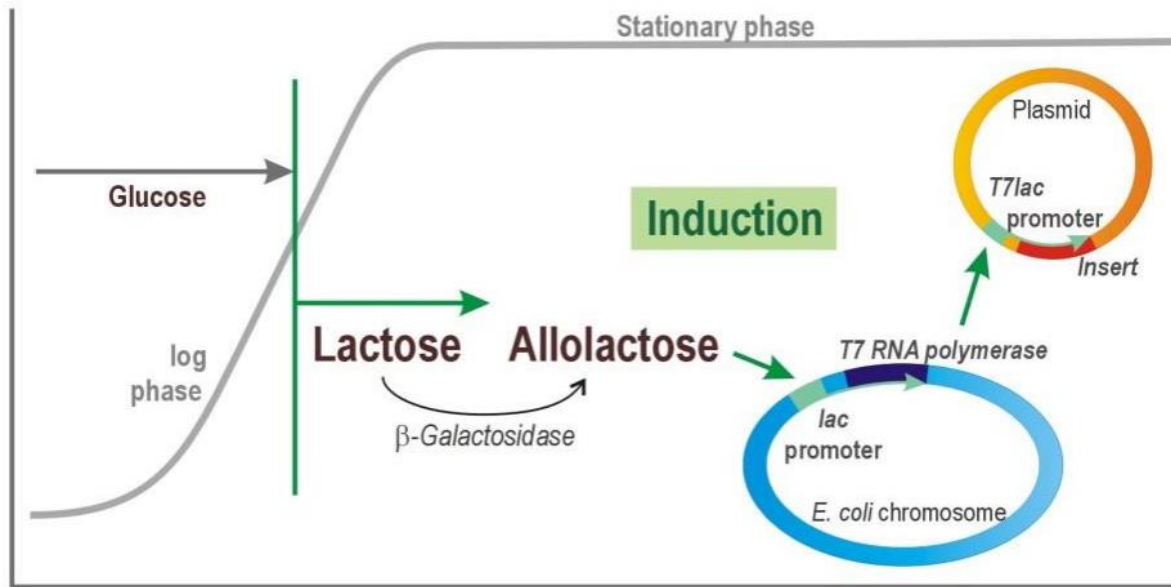 Stationary phase
Plasmid
Glucose
T7lac
promoter
Induction
Insert
log
phase
Lactose
Allolactose
T7 RNA polymerase
β-Galactosidase
lac
promoter
E. coli chromosome